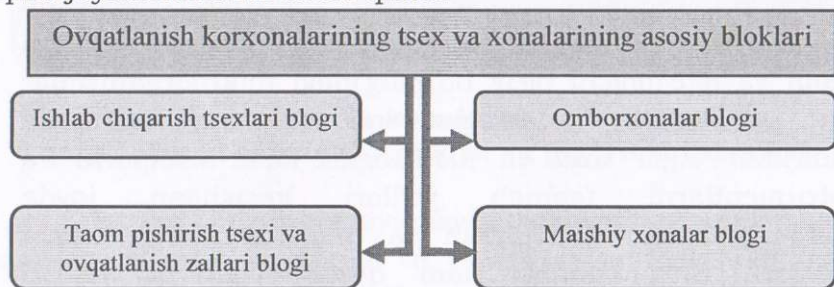 Ovqatlanish korxonalarining tsex va xonalarining asosiy bloklari
Ishlab chiqarish tsexlari blogi
Omborxonalar blogi
Taom pishirish tsexi va
ovqatlanish zallari blogi
Maishiy xonalar blogi